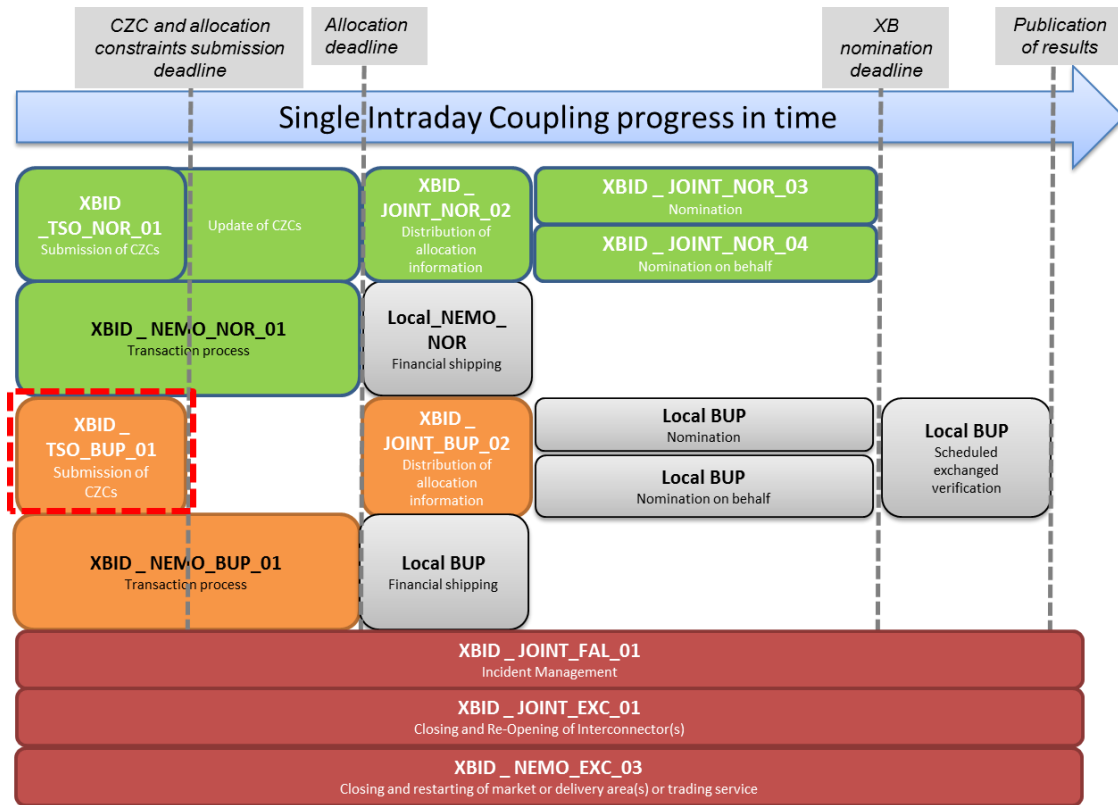 CZC and allocation
constraints submission
deadline
Allocation
deadline
XB
nomination
deadline
Publication
of results
Single Intraday Coupling progress in time
XBID
_TSO_NOR_01
Submission of CZCs
Update of CZCs
XBID _
JOINT_NOR_02
Distribution of
allocation
information
XBID _ JOINT_NOR_03
Nomination
XBID _ JOINT_NOR_04
Nomination on behalf
XBID _ NEMO_NOR_01
Transaction process
Local_NEMO_
NOR
Financial shipping
XBID _
TSO_BUP_01
Submission of
CZCs
XBID _
JOINT_BUP_02
Distribution of
allocation
information
Local BUP
Nomination
Local BUP
Nomination on behalf
Local BUP
Scheduled
exchanged
verification
XBID _ NEMO_BUP_01
Transaction process
Local BUP
Financial shipping
XBID _ JOINT_FAL_01
Incident Management
XBID _ JOINT_EXC_01
Closing and Re-Opening of Interconnector(s)
XBID _ NEMO_EXC_03
Closing and restarting of market or delivery area(s) or trading service